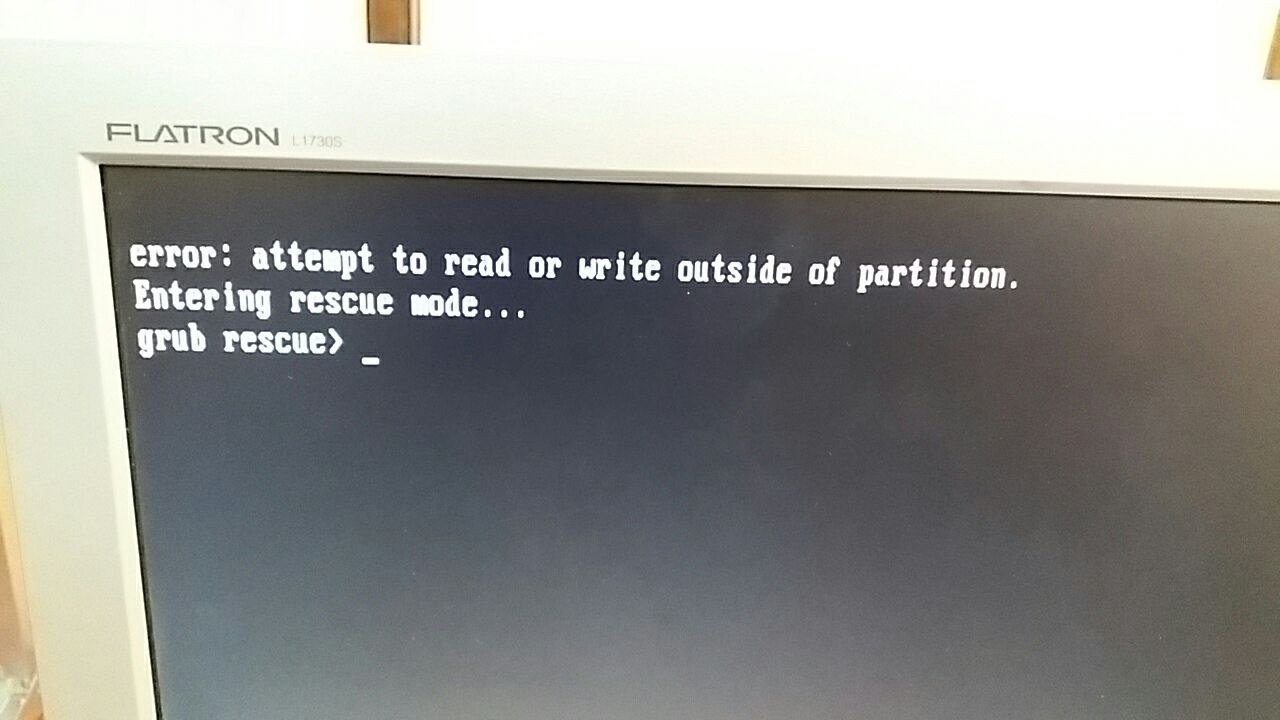 FLATRON L1730S
error: attempt to read or write outside of partition.
Entering rescue mode...
grub rescue> _